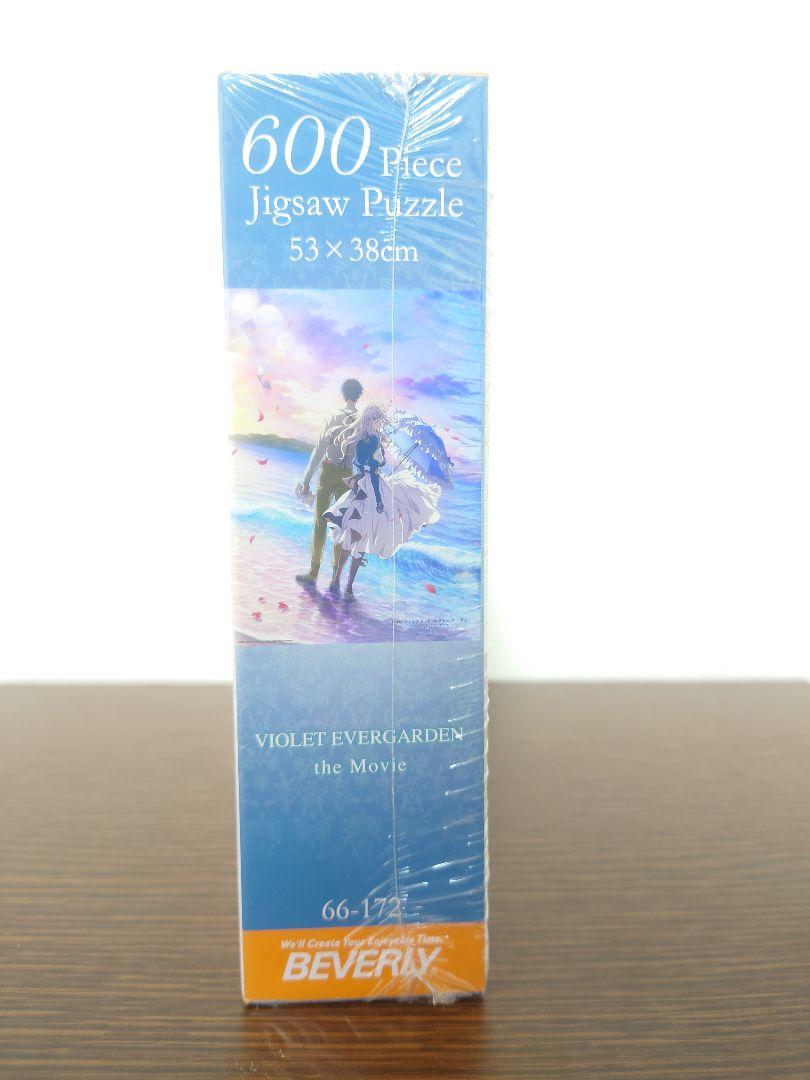 600 Piece
Jigsaw Puzzle
53×38cm
VIOLET EVERGARDEN
the Movie
66-172
We'll Create Your Enjoyable Time.
BEVERLY